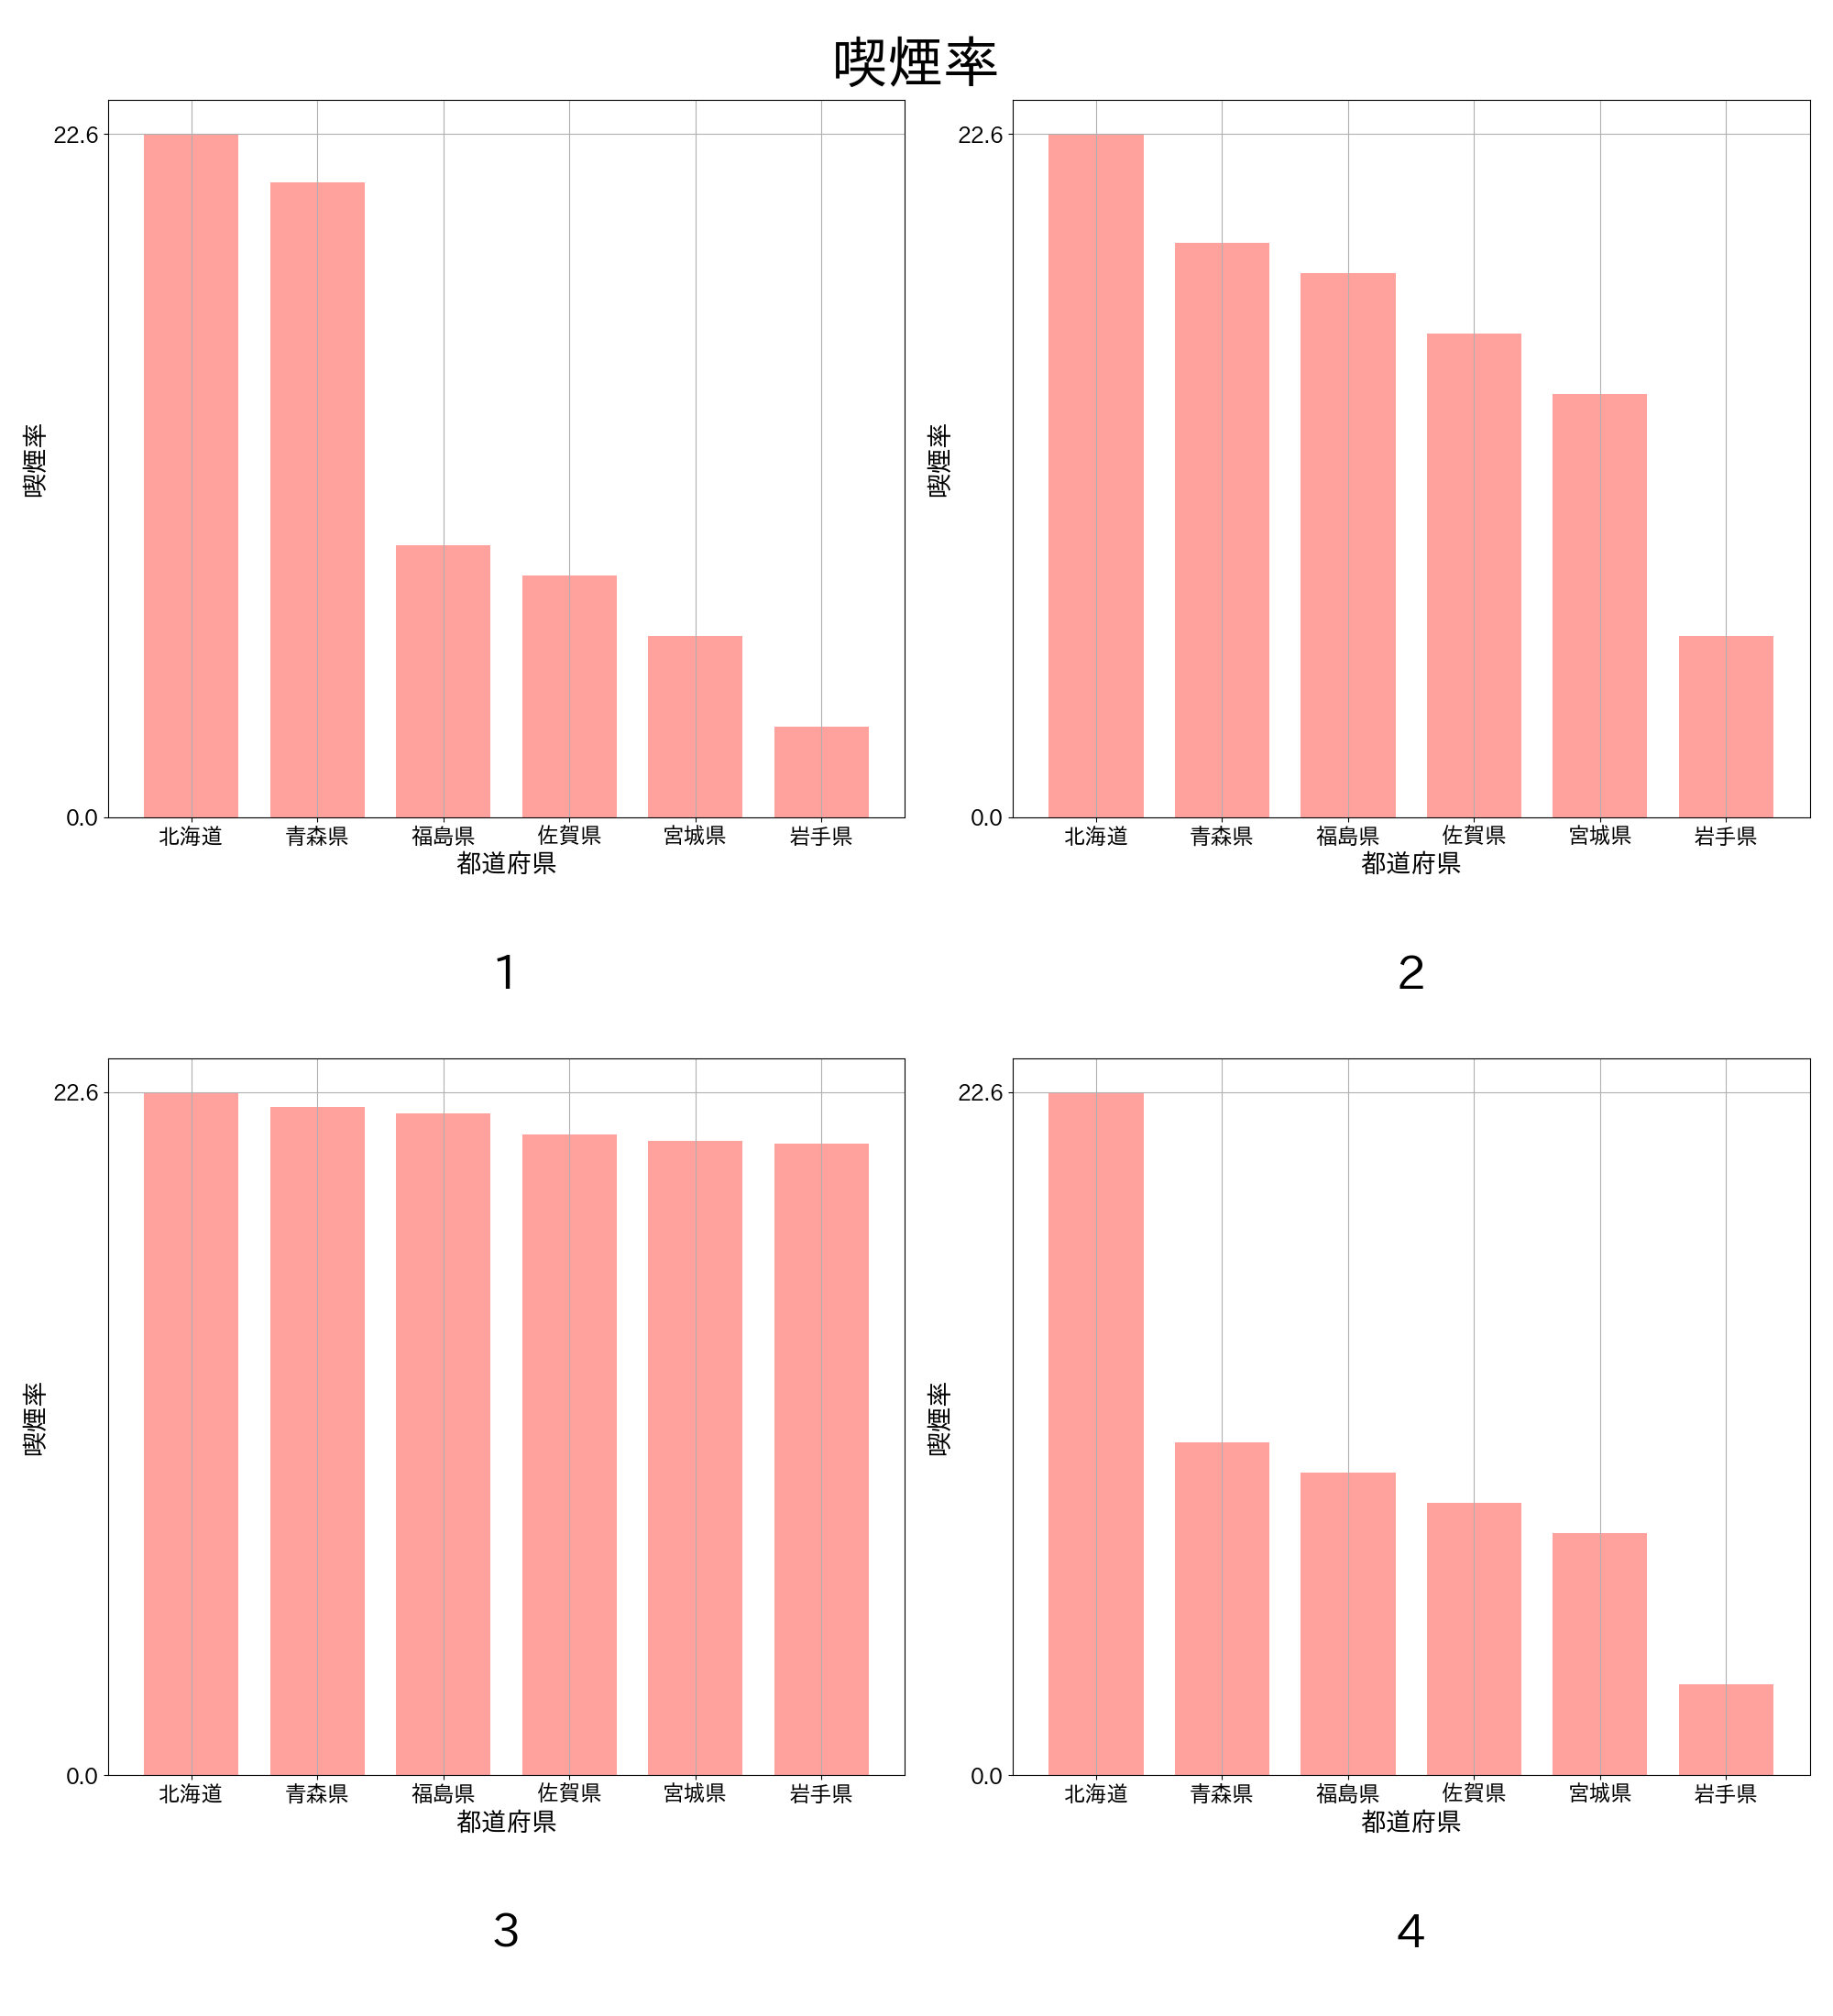 喫煙率
22.6
喫煙率
0.0
北海道 青森県 福島県 佐賀県 宮城県 岩手県
都道府県
1
22.6
喫煙率
0.0
北海道 青森県 福島県 佐賀県 宮城県 岩手県
都道府県
2
22.6
喫煙率
0.0
北海道 青森県 福島県 佐賀県 宮城県 岩手県
都道府県
3
22.6
喫煙率
0.0
北海道 青森県 福島県 佐賀県 宮城県 岩手県
都道府県
4